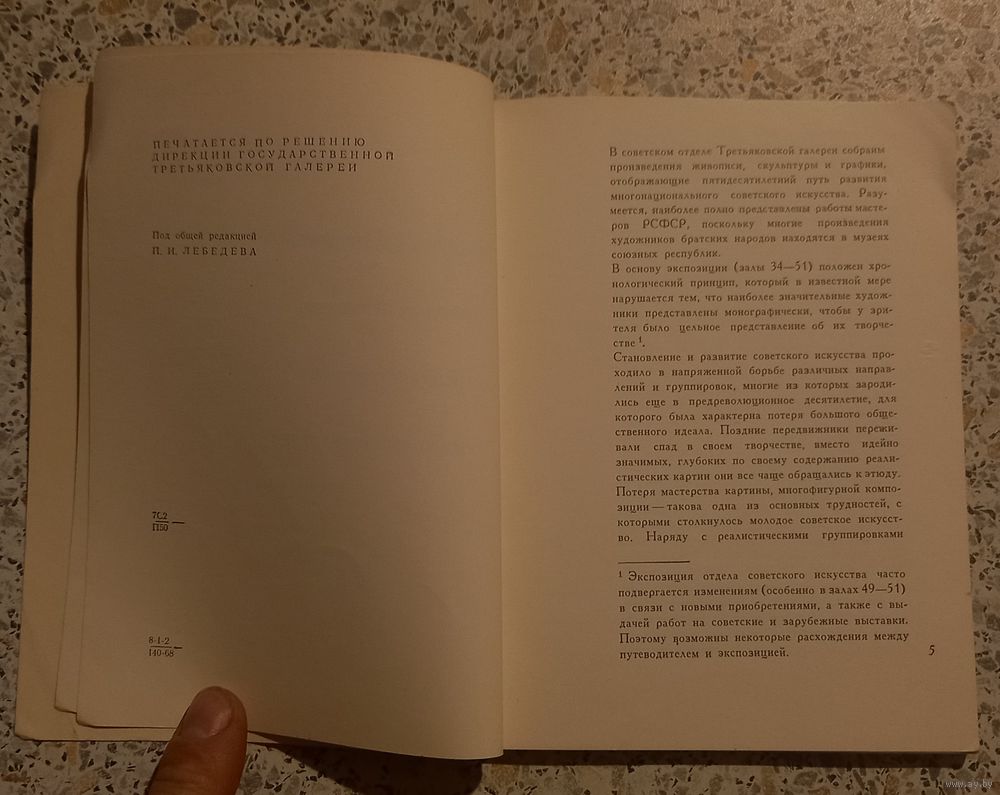 ПЕЧАТАЕТСЯ ПО РЕШЕНИЮ
ДИРЕКЦИИ ГОСУДАРСТВЕННОЙ
ТРЕТЬЯКОВСКОЙ ГАЛЕРЕИ
Под общей редакцией
П. И. ЛЕБЕДЕВА
7С2
П50
8-1-2
140-68
В советском отделе Третьяковской галереи собраны
произведения живописи, скульптуры и графики,
отображающие пятидесятилетний путь развития
многонационального советского искусства. Разу-
меется, наиболее полно представлены работы масте-
ров РСФСР, поскольку многие произведения
художников братских народов находятся в музеях
союзных республик.
В основу экспозиции (залы 34—51) положен хро-
нологический принцип, который в известной мере
нарушается тем, что наиболее значительные худож-
ники представлены монографически, чтобы у зри-
теля было цельное представление об их творче-
стве ¹.
Становление и развитие советского искусства про-
ходило в напряженной борьбе различных направ-
лений и группировок, многие из которых зароди-
лись еще в предреволюционное десятилетие, для
которого была характерна потеря большого обще-
ственного идеала. Поздние передвижники пережи-
вали спад в своем творчестве, вместо идейно
значимых, глубоких по своему содержанию реали-
стических картин они все чаще обращались к этюду.
Потеря мастерства картины, многофигурной компо-
зиции — такова одна из основных трудностей, с
которыми столкнулось молодое советское искусст-
во. Наряду с реалистическими группировками
¹ Экспозиция отдела советского искусства часто
подвергается изменениям (особенно в залах 49—51)
в связи с новыми приобретениями, а также с вы-
дачей работ на советские и зарубежные выставки.
Поэтому возможны некоторые расхождения между
путеводителем и экспозицией.
5
www.ay.by